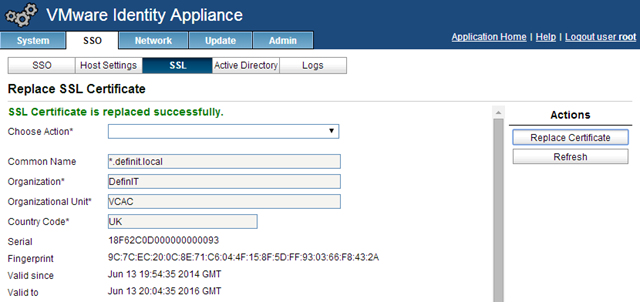 VMware Identity Appliance
System SSO Network Update Admin Application Home | Help | Logout user root
SSO Host Settings SSL Active Directory Logs
Replace SSL Certificate
SSL Certificate is replaced successfully.
Choose Action*
Common Name *.definit.local
Organization* DefinIT
Organizational Unit* VCAC
Country Code* UK
Serial 18F62C0D000000000093
Fingerprint 9C:7C:EC:20:0C:8E:71:C6:04:4F:15:8F:5D:FF:93:03:66:F8:43:2A
Valid since Jun 13 19:54:35 2014 GMT
Valid to Jun 13 20:04:35 2016 GMT
Actions
Replace Certificate
Refresh